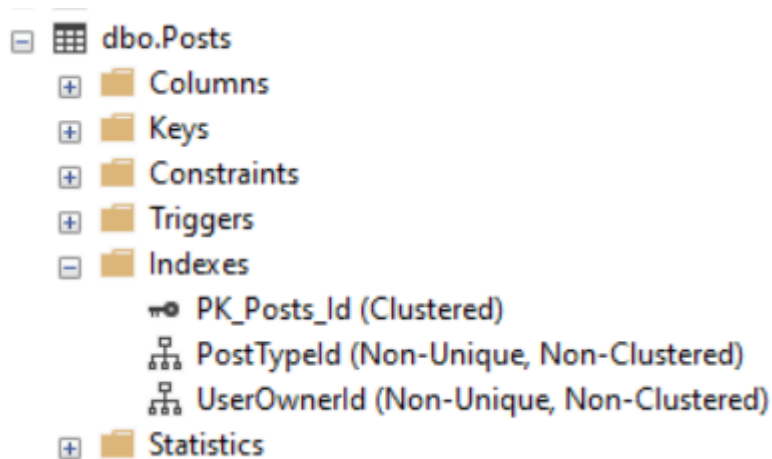 dbo.Posts
Columns
Keys
Constraints
Triggers
Indexes
PK_Posts_Id (Clustered)
PostTypeId (Non-Unique, Non-Clustered)
UserOwnerId (Non-Unique, Non-Clustered)
Statistics